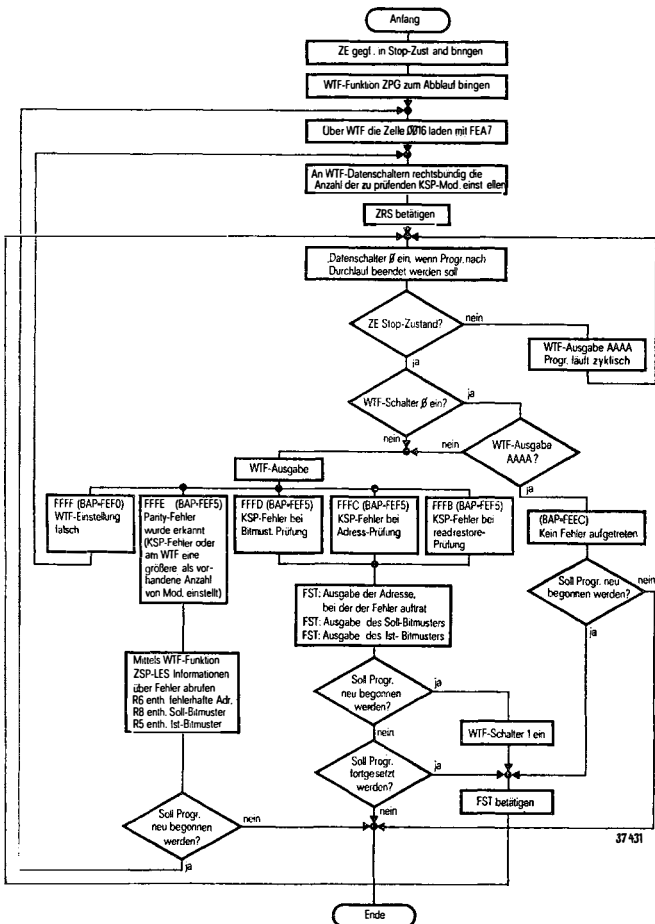 Anfang
ZE gegf. in Stop-Zust and bringen
WTF-Funktion ZPG zum Abblauf bringen
Über WTF die Zelle ØØ16 laden mit FEA7
An WTF-Datenschaltern rechtsbündig die
Anzahl der zu prüfenden KSP-Mod. einst ellen
ZRS betätigen
Datenschalter Ø ein, wenn Progr. nach
Durchlauf beendet werden soll
ZE Stop-Zustand?
nein
WTF-Ausgabe AAAA
Progr. läuft zyklisch
ja
WTF-Schalter Ø ein?
ja
nein
nein
WTF-Ausgabe
AAAA?
ja
WTF-Ausgabe
FFFF (BAP=FEF0)
WTF-Einstellung
falsch
FFFE (BAP=FEF5)
Parity-Fehler
wurde erkannt
(KSP-Fehler oder
am WTF eine
größere als vor-
handene Anzahl
von Mod. einstellt)
FFFD (BAP=FEF5)
KSP-Fehler bei
Bitmust. Prüfung
FFFC (BAP=FEF5)
KSP-Fehler bei
Adress-Prüfung
FFFB (BAP=FEF5)
KSP-Fehler bei
readrestore-
Prüfung
(BAP=FEEC)
Kein Fehler aufgetreten
Soll Progr. neu
begonnen werden?
nein
ja
FST: Ausgabe der Adresse,
bei der der Fehler auftrat
FST: Ausgabe des Soll-Bitmusters
FST: Ausgabe des Ist- Bitmusters
Mittels WTF-Funktion
ZSP-LES Informationen
über Fehler abrufen
R6 enth. fehlerhafte Adr.
R8 enth. Soll-Bitmuster
R5 enth. Ist-Bitmuster
Soll Progr.
neu begonnen
werden?
ja
nein
WTF-Schalter 1 ein
Soll Progr.
fortgesetzt
werden?
ja
nein
FST betätigen
Soll Progr.
neu begonnen
werden?
nein
ja
37431
Ende